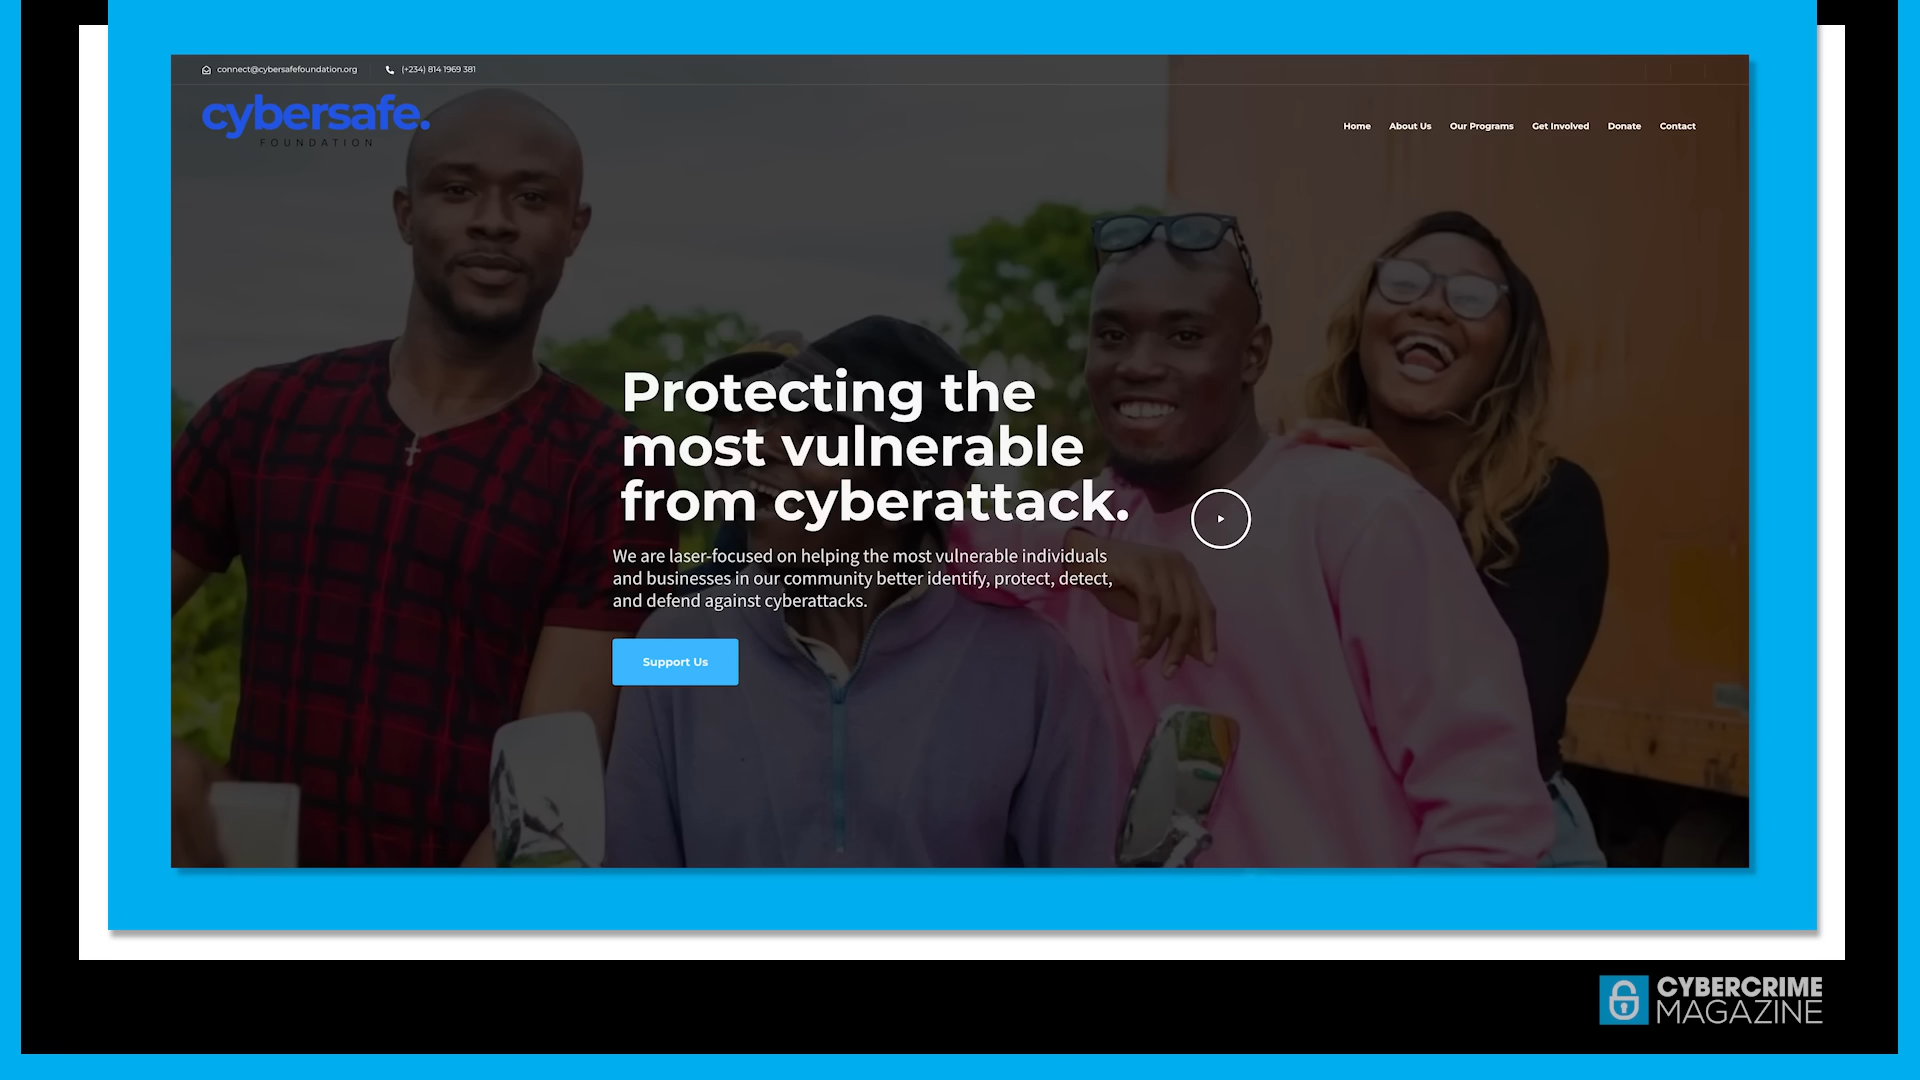 connect@cybersafefoundation.org
(+234) 814 1969 381
cybersafe.
FOUNDATION
Home About Us Our Programs Get Involved Donate Contact
Protecting the
most vulnerable
from cyberattack.
We are laser-focused on helping the most vulnerable individuals
and businesses in our community better identify, protect, detect,
and defend against cyberattacks.
Support Us
CYBERCRIME
MAGAZINE